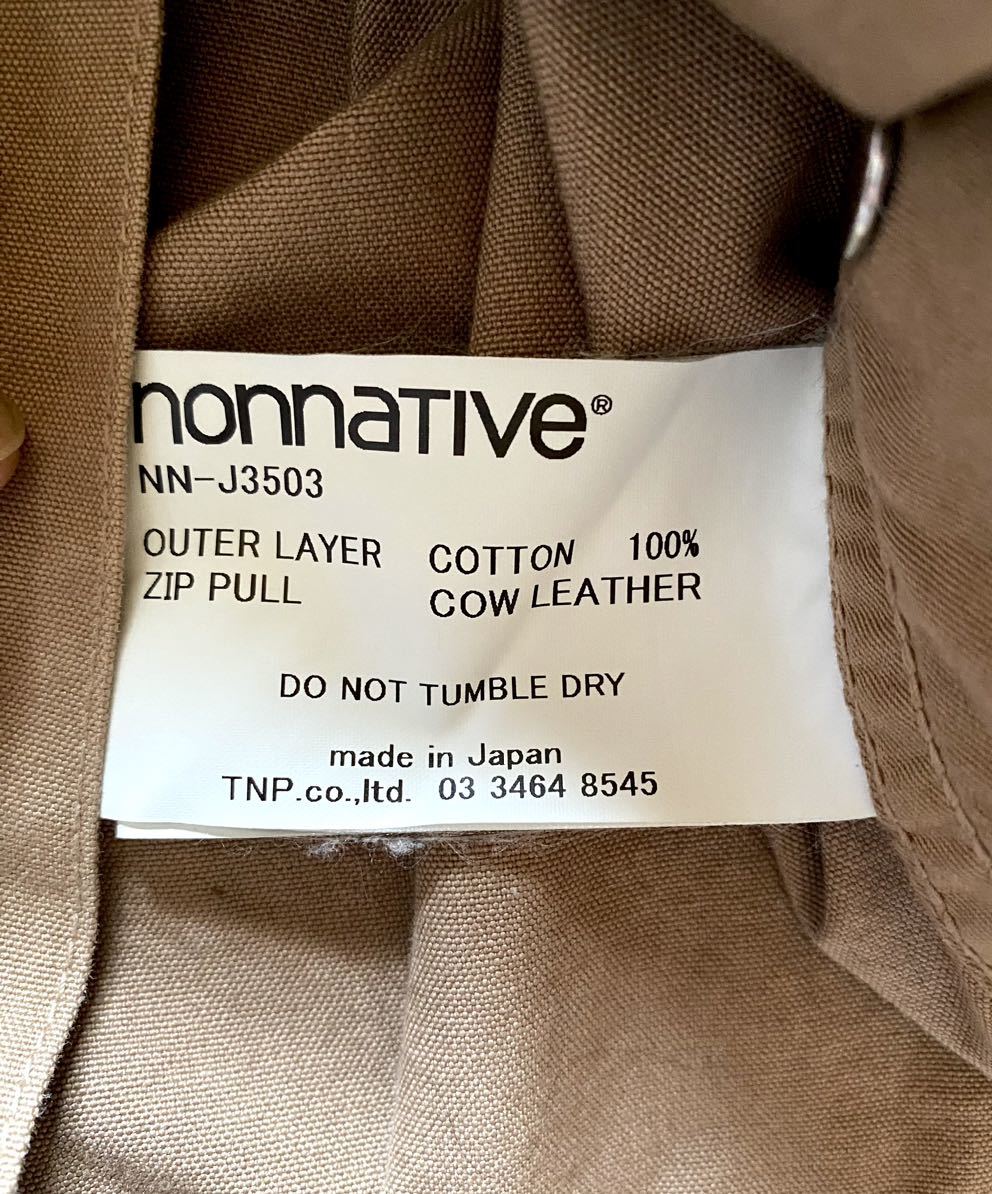 nonnaTIVe®
NN-J3503
OUTER LAYER COTTON 100%
ZIP PULL COW LEATHER
DO NOT TUMBLE DRY
made in Japan
TNP.co.,ltd. 03 3464 8545